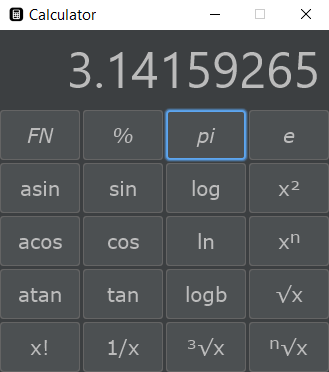 Calculator
3.14159265
FN % pi e
asin sin log x²
acos cos ln xⁿ
atan tan logb √x
x! 1/x ³√x ⁿ√x